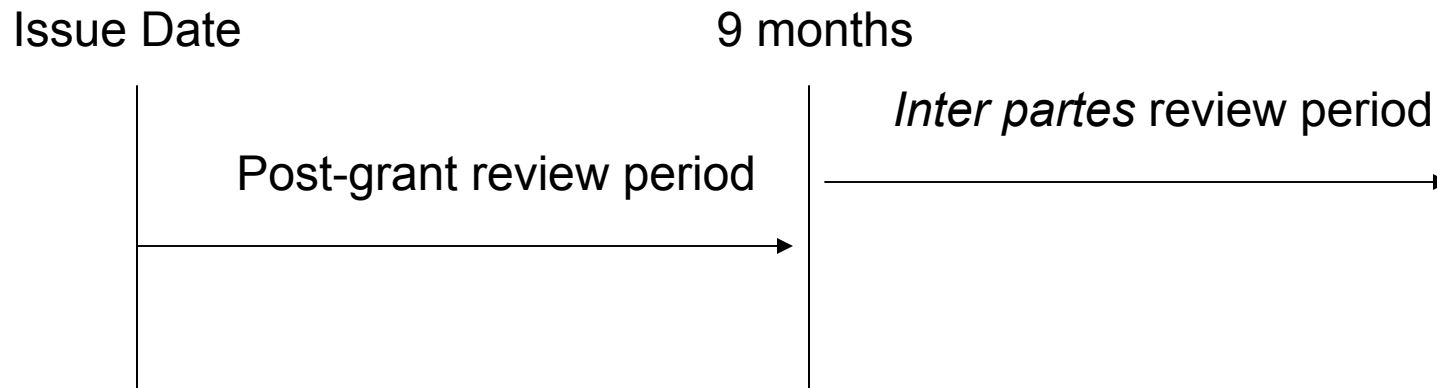 Issue Date
9 months
Inter partes review period
Post-grant review period